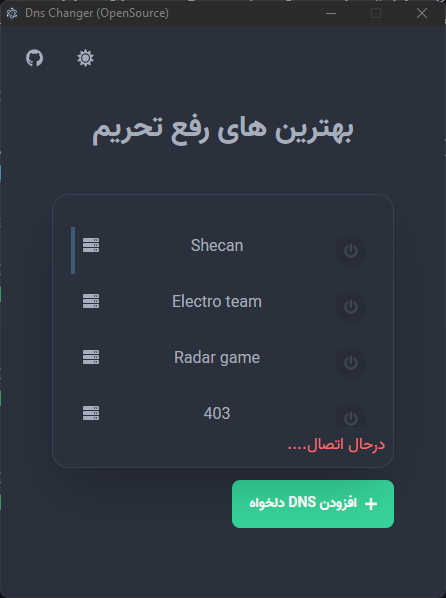 Dns Changer (OpenSource)
بهترین های رفع تحریم
Shecan
Electro team
Radar game
403
درحال اتصال....
افزودن DNS دلخواه